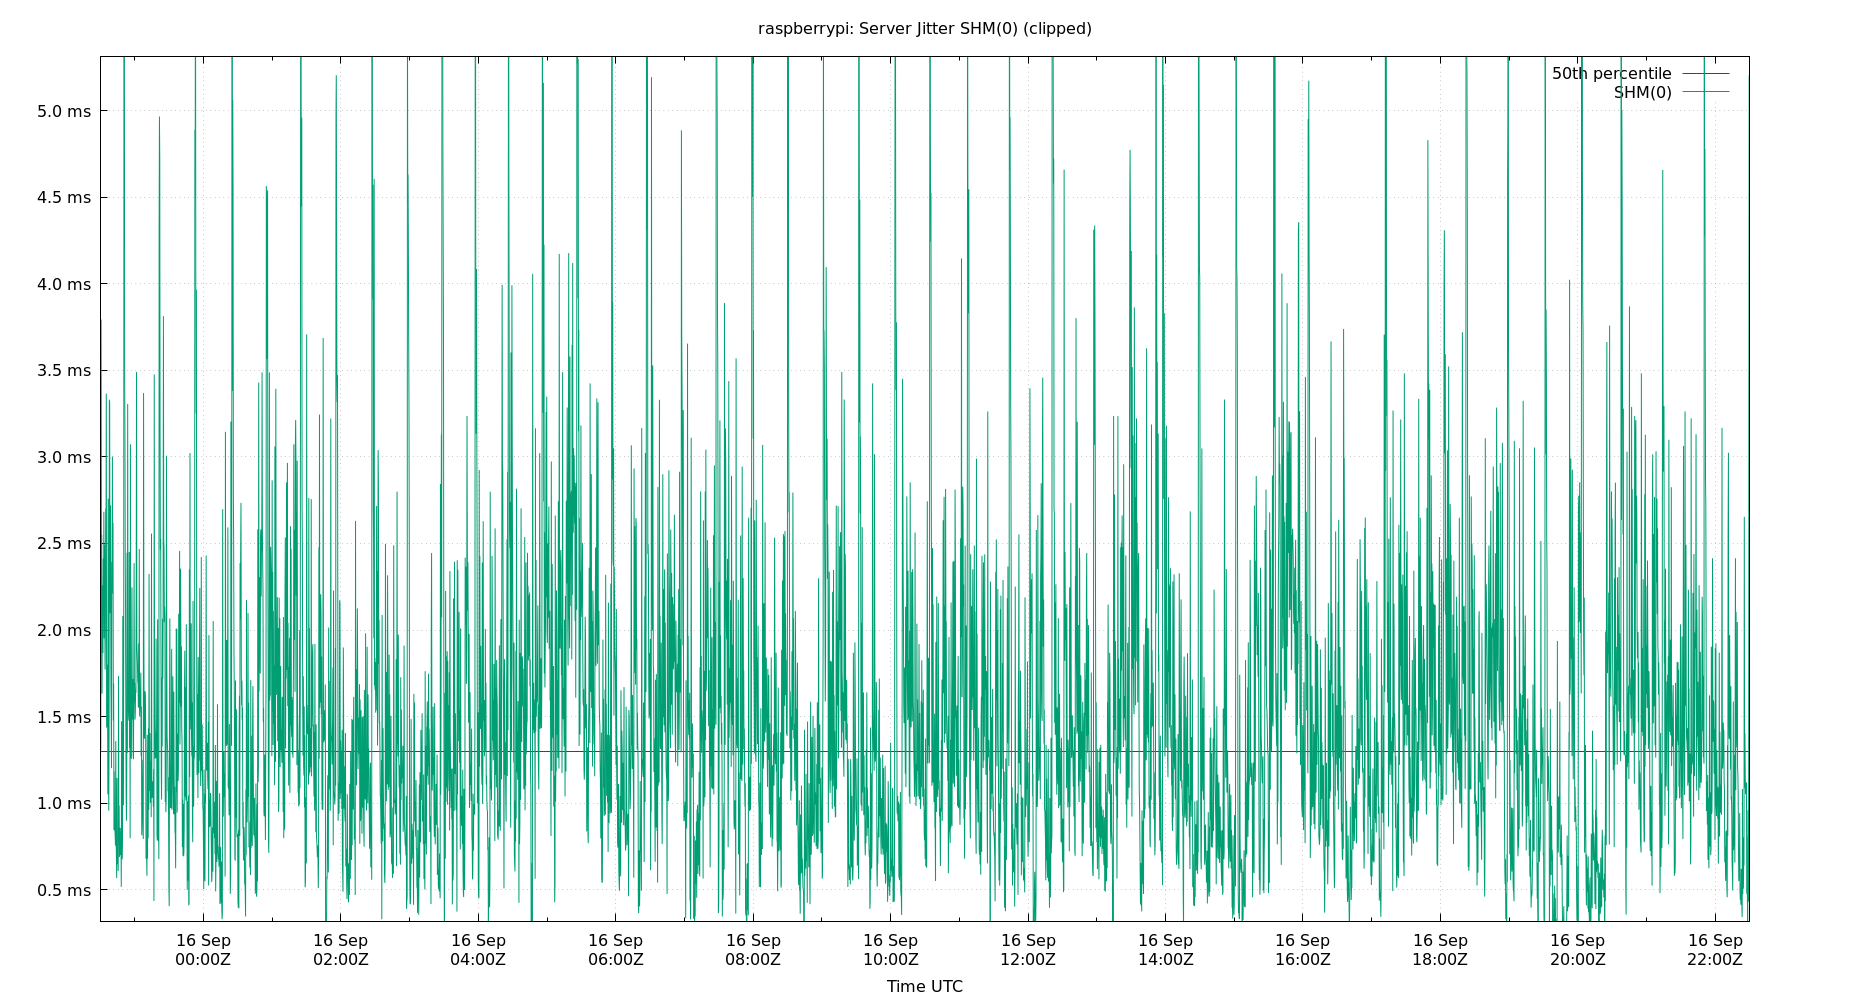 raspberrypi: Server Jitter SHM(0) (clipped)
50th percentile
SHM(0)
5.0 ms
4.5 ms
4.0 ms
3.5 ms
3.0 ms
2.5 ms
2.0 ms
1.5 ms
1.0 ms
0.5 ms
16 Sep 16 Sep 16 Sep 16 Sep 16 Sep 16 Sep 16 Sep 16 Sep 16 Sep 16 Sep 16 Sep 16 Sep
00:00Z 02:00Z 04:00Z 06:00Z 08:00Z 10:00Z 12:00Z 14:00Z 16:00Z 18:00Z 20:00Z 22:00Z
Time UTC